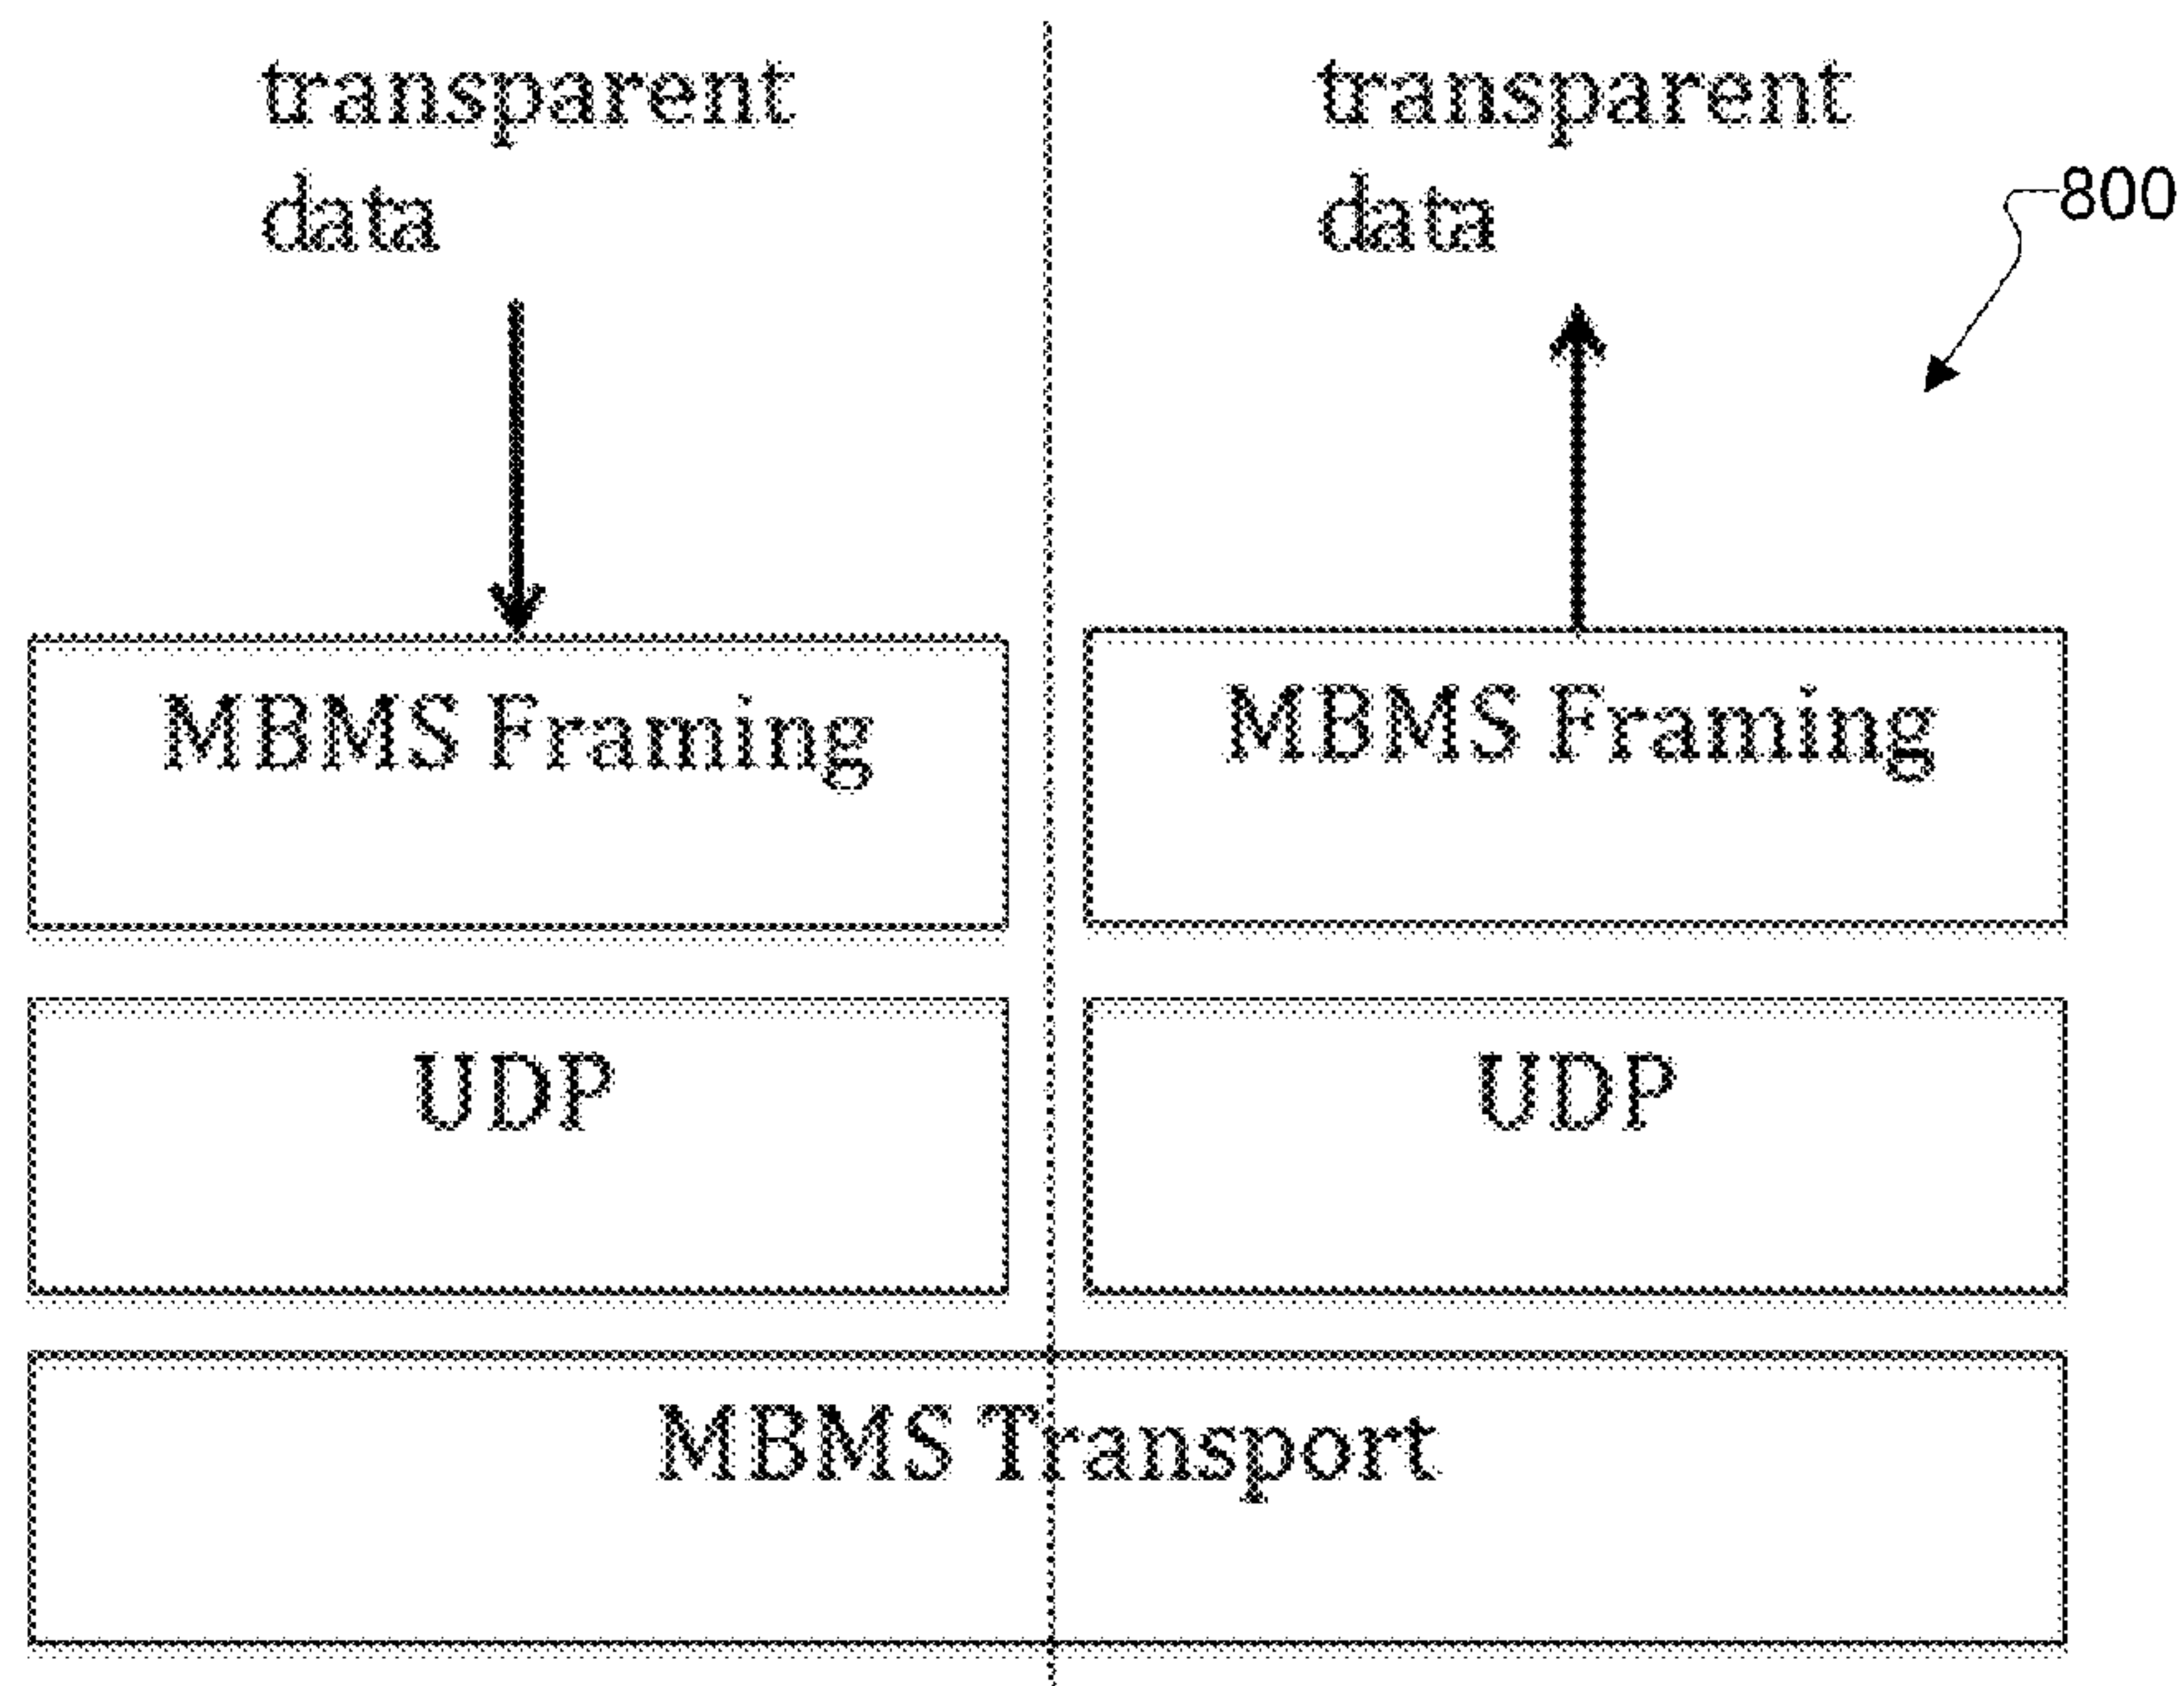 transparent
data
transparent
data
800
MBMS Framing
MBMS Framing
UDP
UDP
MBMS Transport